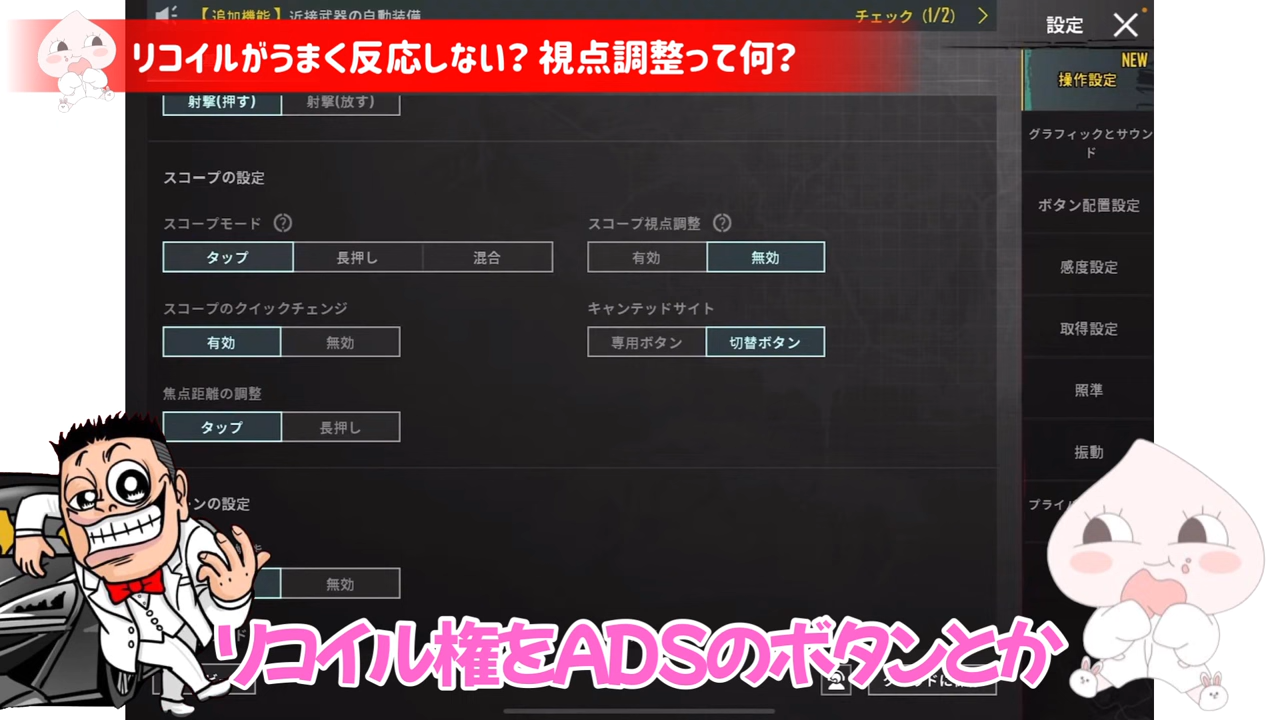 【追加機能】近接武器の自動装備
チェック (1/2)
設定
リコイルがうまく反応しない？視点調整って何？
NEW
操作設定
射撃(押す)
射撃(放す)
グラフィックとサウンド
スコープの設定
ボタン配置設定
スコープモード
スコープ視点調整
タップ
長押し
混合
有効
無効
感度設定
スコープのクイックチェンジ
キャンテッドサイト
有効
無効
専用ボタン
切替ボタン
取得設定
焦点距離の調整
照準
タップ
長押し
振動
ンの設定
プライ
無効
リコイル権をADSのボタンとか